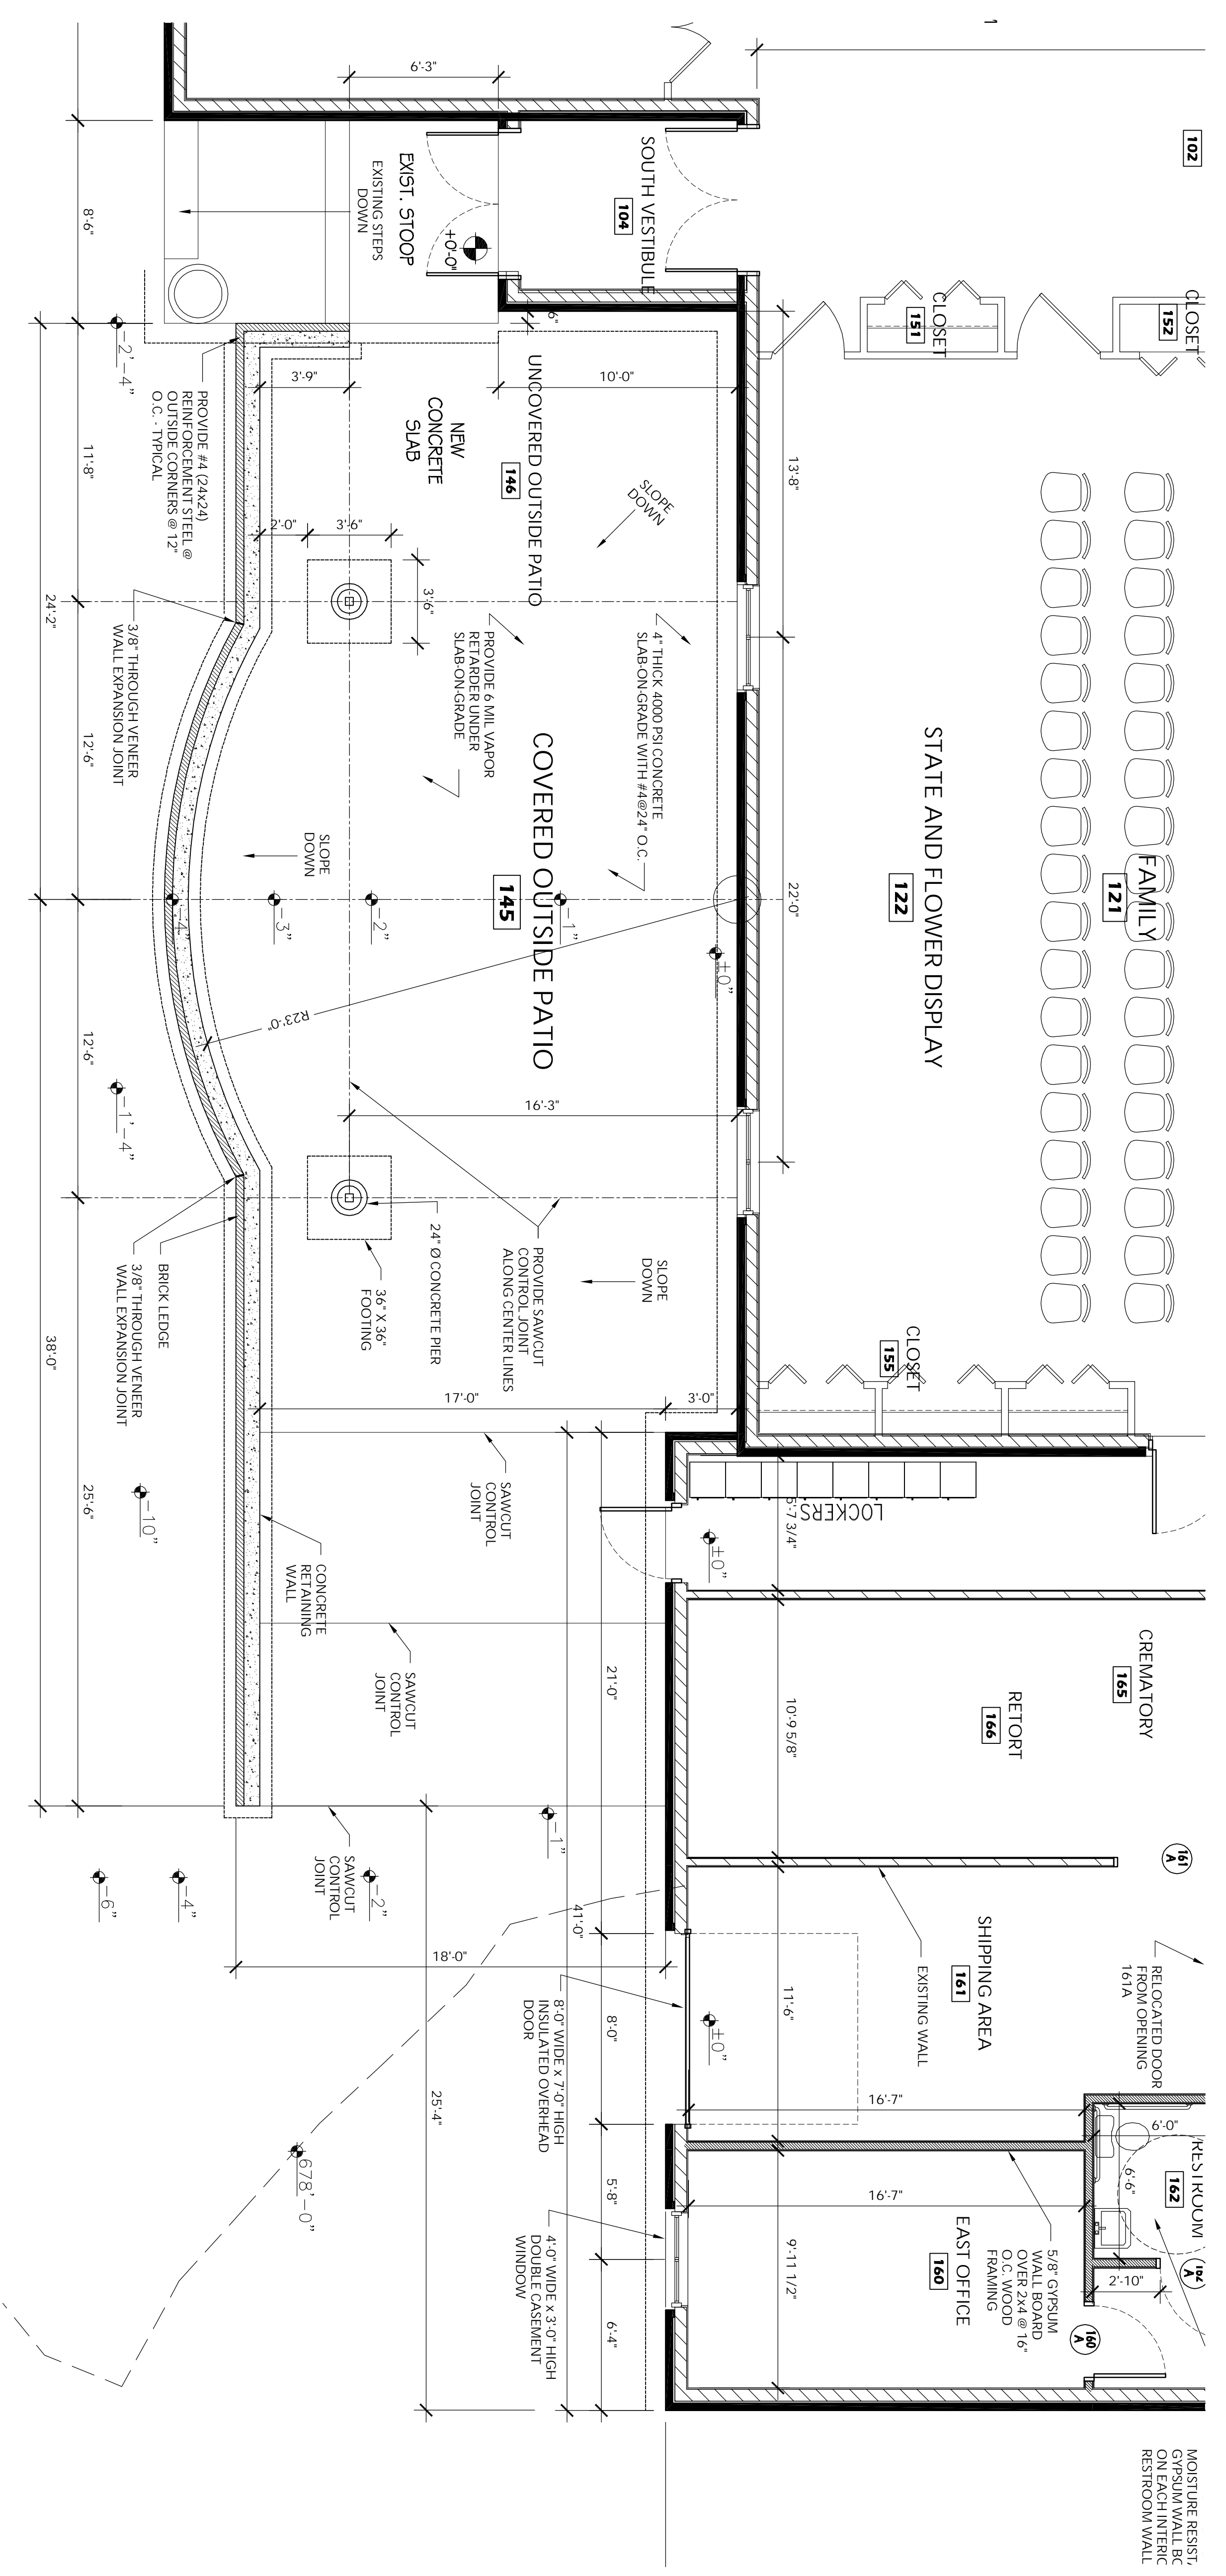 102
CLOSET
152
CLOSET
151
SOUTH VESTIBULE
104
6'-3"
EXIST. STOOP
+0'-0"
EXISTING STEPS
DOWN
8'-6"
6"
10'-0"
3'-9"
13'-8"
22'-0"
FAMILY
121
STATE AND FLOWER DISPLAY
122
CLOSET
155
UNCOVERED OUTSIDE PATIO
146
NEW
CONCRETE
SLAB
SLOPE
DOWN
4" THICK 4000 PSI CONCRETE
SLAB-ON-GRADE WITH #4@24" O.C.
PROVIDE 6 MIL VAPOR
RETARDER UNDER
SLAB-ON-GRADE
COVERED OUTSIDE PATIO
145
2'-0"
3'-6"
3'-6"
SLOPE
DOWN
±0"
-1"
-2"
-3"
-4"
R23'-0"
16'-3"
SLOPE
DOWN
PROVIDE SAWCUT
CONTROL JOINT
ALONG CENTER LINES
24" Ø CONCRETE PIER
36" X 36"
FOOTING
17'-0"
3'-0"
-2'-4"
PROVIDE #4 (24x24)
REINFORCEMENT STEEL @
OUTSIDE CORNERS @ 12"
O.C. - TYPICAL
3/8" THROUGH VENEER
WALL EXPANSION JOINT
11'-8"
12'-6"
12'-6"
25'-6"
24'-2"
38'-0"
-1'-4"
BRICK LEDGE
3/8" THROUGH VENEER
WALL EXPANSION JOINT
-10"
SAWCUT
CONTROL
JOINT
CONCRETE
RETAINING
WALL
SAWCUT
CONTROL
JOINT
SAWCUT
CONTROL
JOINT
-1"
-2"
-4"
-6"
LOCKERS
5'-7 3/4"
±0"
CREMATORY
165
RETORT
166
10'-9 5/8"
21'-0"
41'-0"
161
A
SHIPPING AREA
161
EXISTING WALL
RELOCATED DOOR
FROM OPENING
161A
11'-6"
±0"
8'-0"
18'-0"
8'-0" WIDE x 7'-0" HIGH
INSULATED OVERHEAD
DOOR
25'-4"
678'-0"
16'-7"
16'-7"
6'-0"
6'-6"
RESTROOM
162
162
A
2'-10"
160
A
5/8" GYPSUM
WALL BOARD
OVER 2x4 @ 16"
O.C. WOOD
FRAMING
EAST OFFICE
160
9'-11 1/2"
5'-8"
6'-4"
4'-0" WIDE x 3'-0" HIGH
DOUBLE CASEMENT
WINDOW
MOISTURE RESIST.
GYPSUM WALL BC
ON EACH INTERIC
RESTROOM WALL